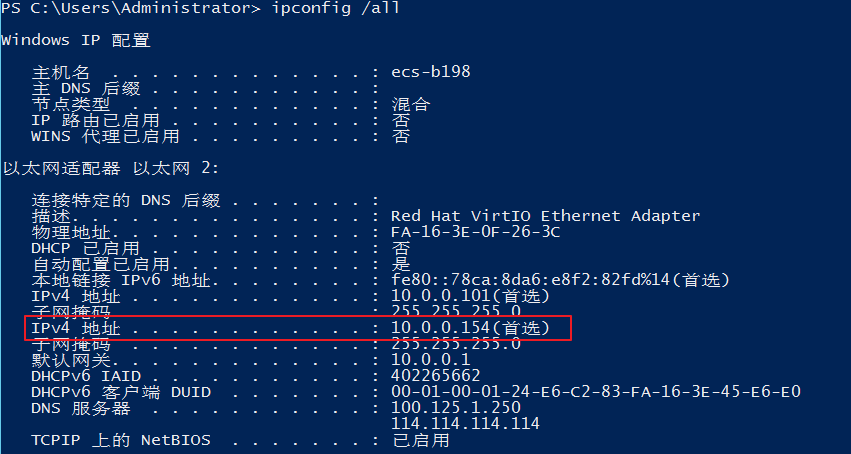 PS C:\Users\Administrator> ipconfig /all
Windows IP 配置
主机名 . . . . . . . . . . . . . : ecs-b198
主 DNS 后缀 . . . . . . . . . . . :
节点类型 . . . . . . . . . . . . : 混合
IP 路由已启用 . . . . . . . . . . : 否
WINS 代理已启用 . . . . . . . . . : 否
以太网适配器 以太网 2:
连接特定的 DNS 后缀 . . . . . . . :
描述. . . . . . . . . . . . . . . : Red Hat VirtIO Ethernet Adapter
物理地址. . . . . . . . . . . . . : FA-16-3E-0F-26-3C
DHCP 已启用 . . . . . . . . . . . : 否
自动配置已启用. . . . . . . . . . : 是
本地链接 IPv6 地址. . . . . . . . : fe80::78ca:8da6:e8f2:82fd%14(首选)
IPv4 地址 . . . . . . . . . . . . : 10.0.0.101(首选)
子网掩码 . . . . . . . . . . . . : 255.255.255.0
IPv4 地址 . . . . . . . . . . . . : 10.0.0.154(首选)
子网掩码 . . . . . . . . . . . . : 255.255.255.0
默认网关. . . . . . . . . . . . . : 10.0.0.1
DHCPv6 IAID . . . . . . . . . . . : 402265662
DHCPv6 客户端 DUID . . . . . . . : 00-01-00-01-24-E6-C2-83-FA-16-3E-45-E6-E0
DNS 服务器 . . . . . . . . . . . : 100.125.1.250
114.114.114.114
TCPIP 上的 NetBIOS . . . . . . . : 已启用